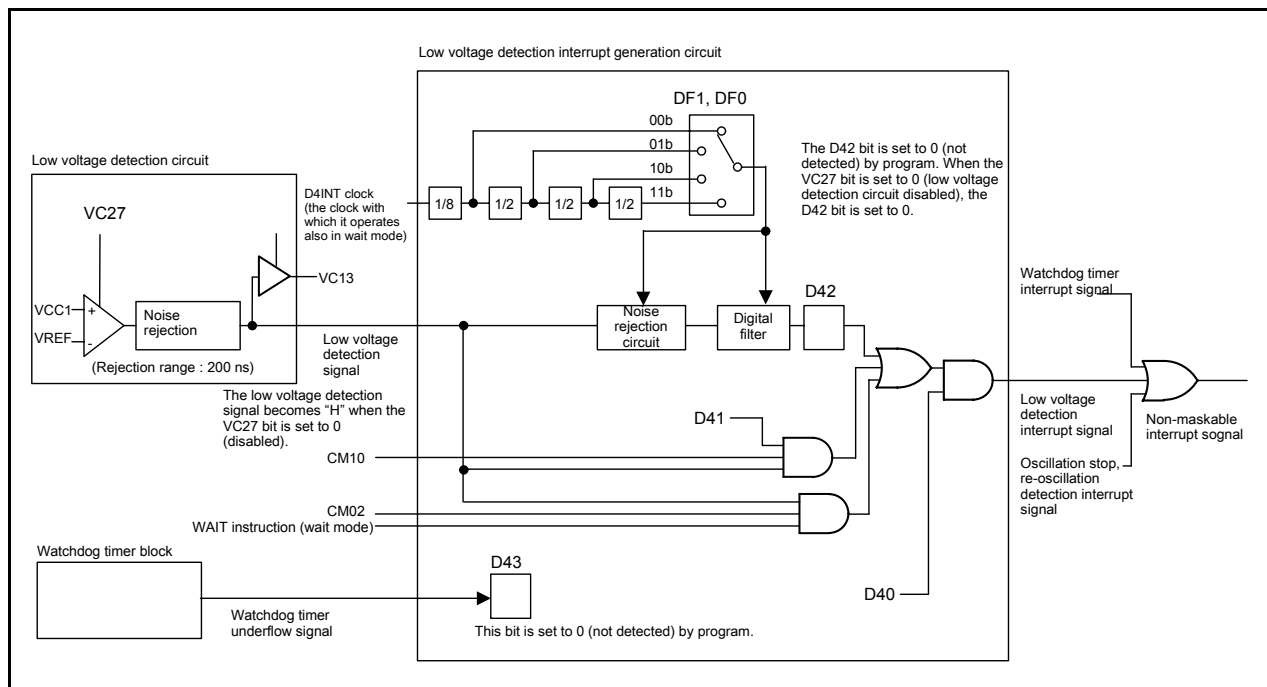 Low voltage detection interrupt generation circuit
DF1, DF0
00b
01b
10b
11b
The D42 bit is set to 0 (not
detected) by program. When the
VC27 bit is set to 0 (low voltage
detection circuit disabled), the
D42 bit is set to 0.
Low voltage detection circuit
D4INT clock
(the clock with
which it operates
also in wait mode)
1/8
1/2
1/2
1/2
VC27
VC13
VCC1
+
VREF
-
Noise
rejection
(Rejection range : 200 ns)
Low voltage
detection
signal
The low voltage detection
signal becomes “H” when the
VC27 bit is set to 0
(disabled).
Noise
rejection
circuit
Digital
filter
D42
Watchdog timer
interrupt signal
D41
CM10
CM02
WAIT instruction (wait mode)
Low voltage
detection
interrupt signal
Non-maskable
interrupt sognal
Oscillation stop,
re-oscillation
detection interrupt
signal
Watchdog timer block
Watchdog timer
underflow signal
D43
D40
This bit is set to 0 (not detected) by program.